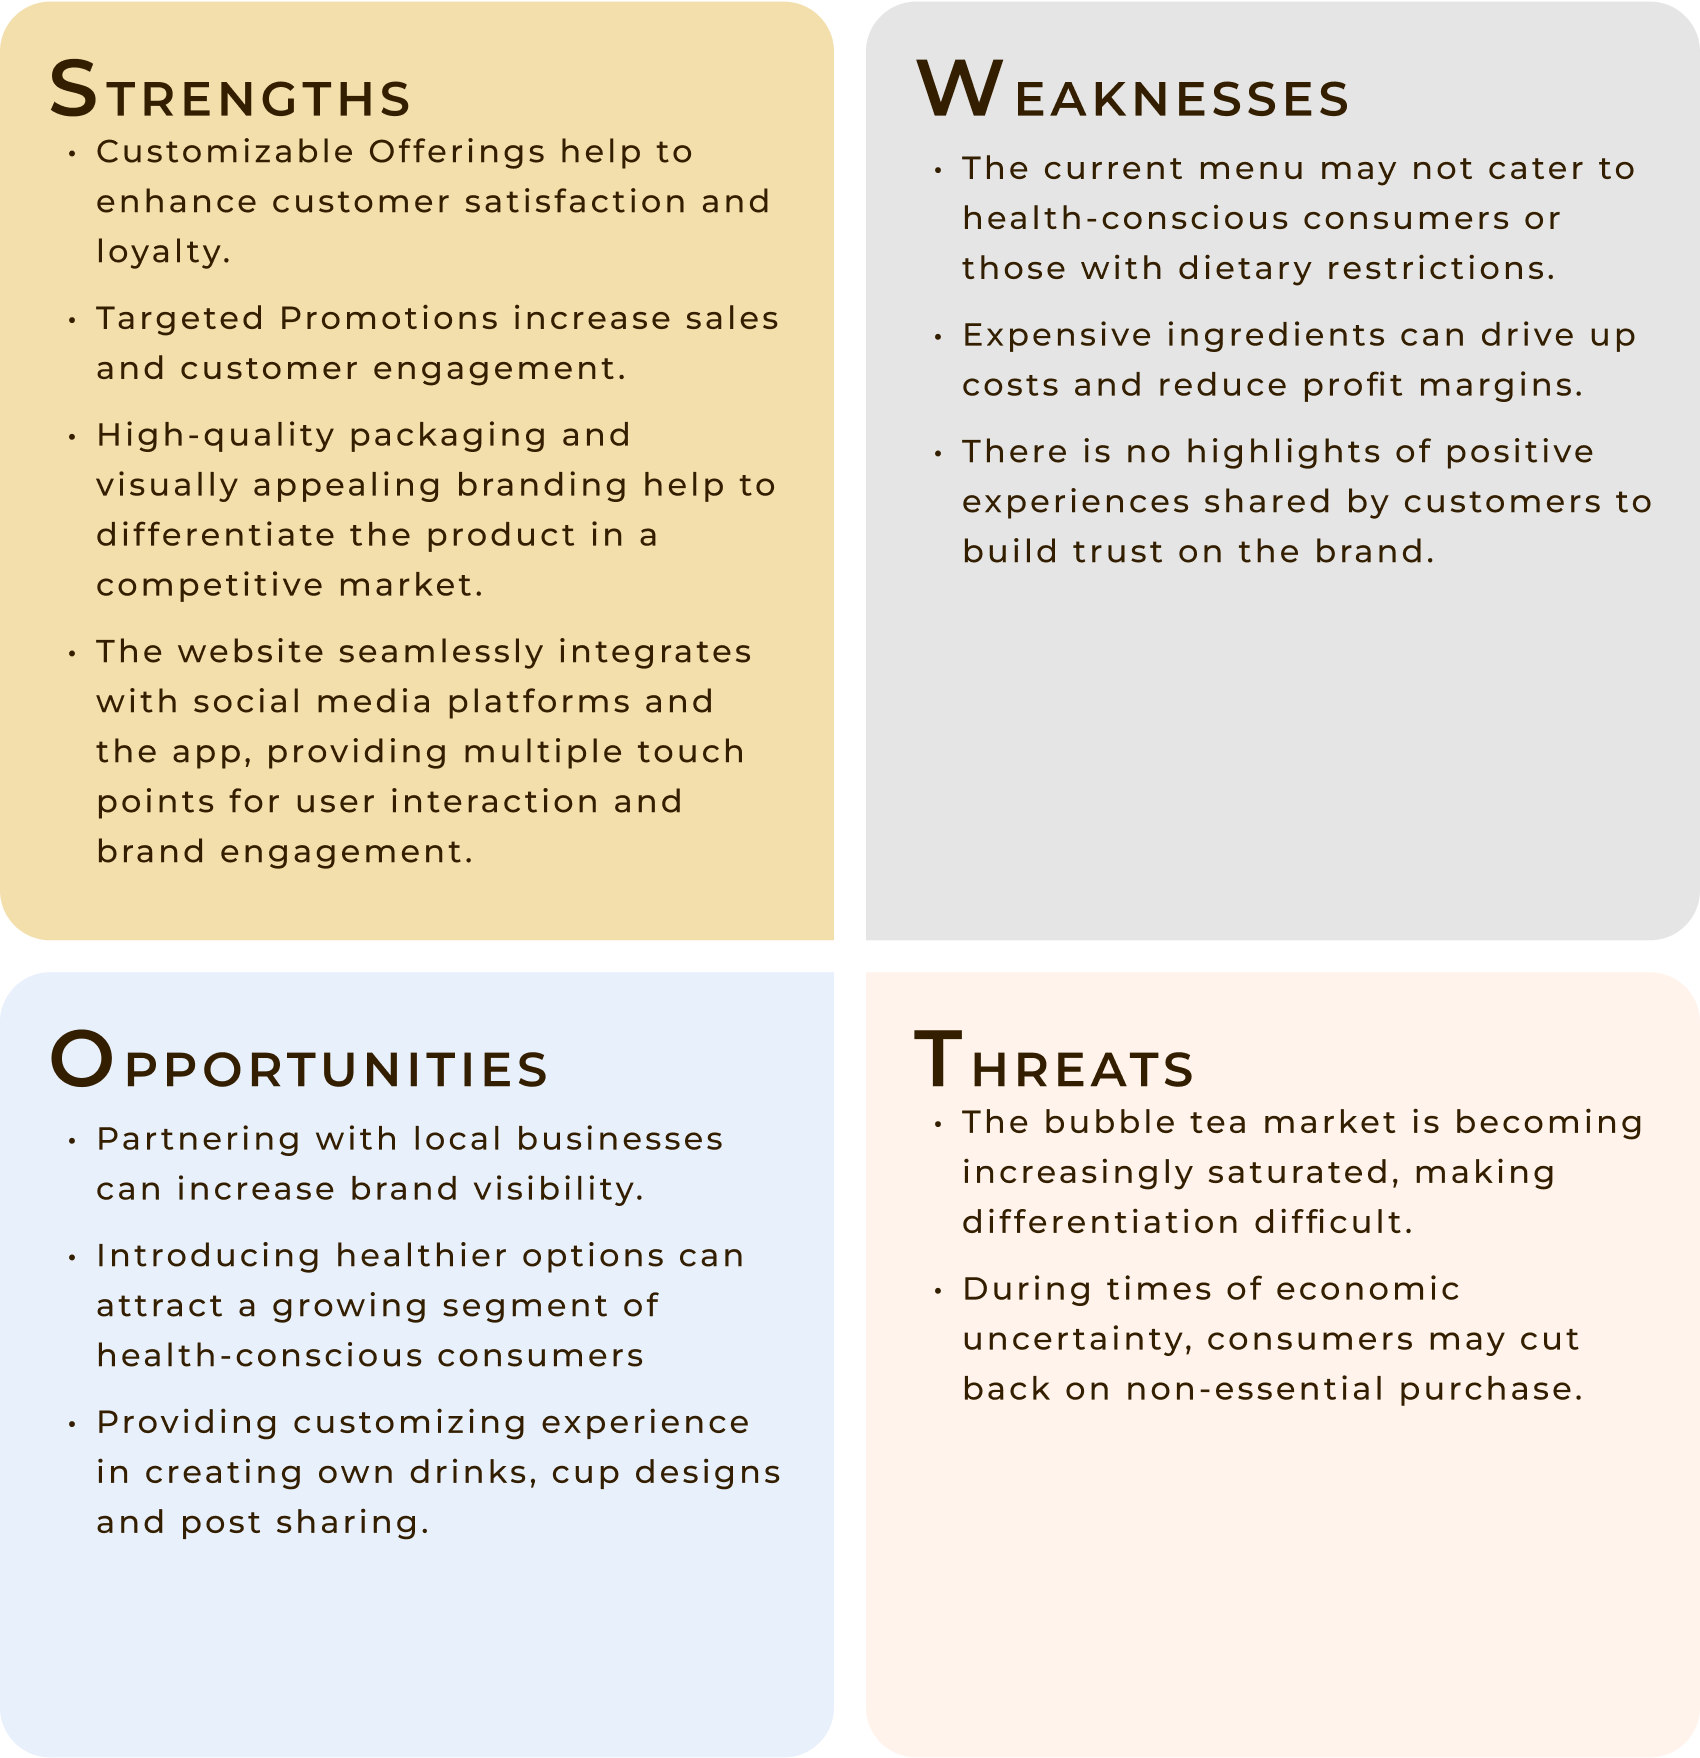 STRENGTHS
• Customizable Offerings help to
enhance customer satisfaction and
loyalty.
• Targeted Promotions increase sales
and customer engagement.
• High-quality packaging and
visually appealing branding help to
differentiate the product in a
competitive market.
• The website seamlessly integrates
with social media platforms and
the app, providing multiple touch
points for user interaction and
brand engagement.
WEAKNESSES
• The current menu may not cater to
health-conscious consumers or
those with dietary restrictions.
• Expensive ingredients can drive up
costs and reduce profit margins.
• There is no highlights of positive
experiences shared by customers to
build trust on the brand.
OPPORTUNITIES
• Partnering with local businesses
can increase brand visibility.
• Introducing healthier options can
attract a growing segment of
health-conscious consumers
• Providing customizing experience
in creating own drinks, cup designs
and post sharing.
THREATS
• The bubble tea market is becoming
increasingly saturated, making
differentiation difficult.
• During times of economic
uncertainty, consumers may cut
back on non-essential purchase.